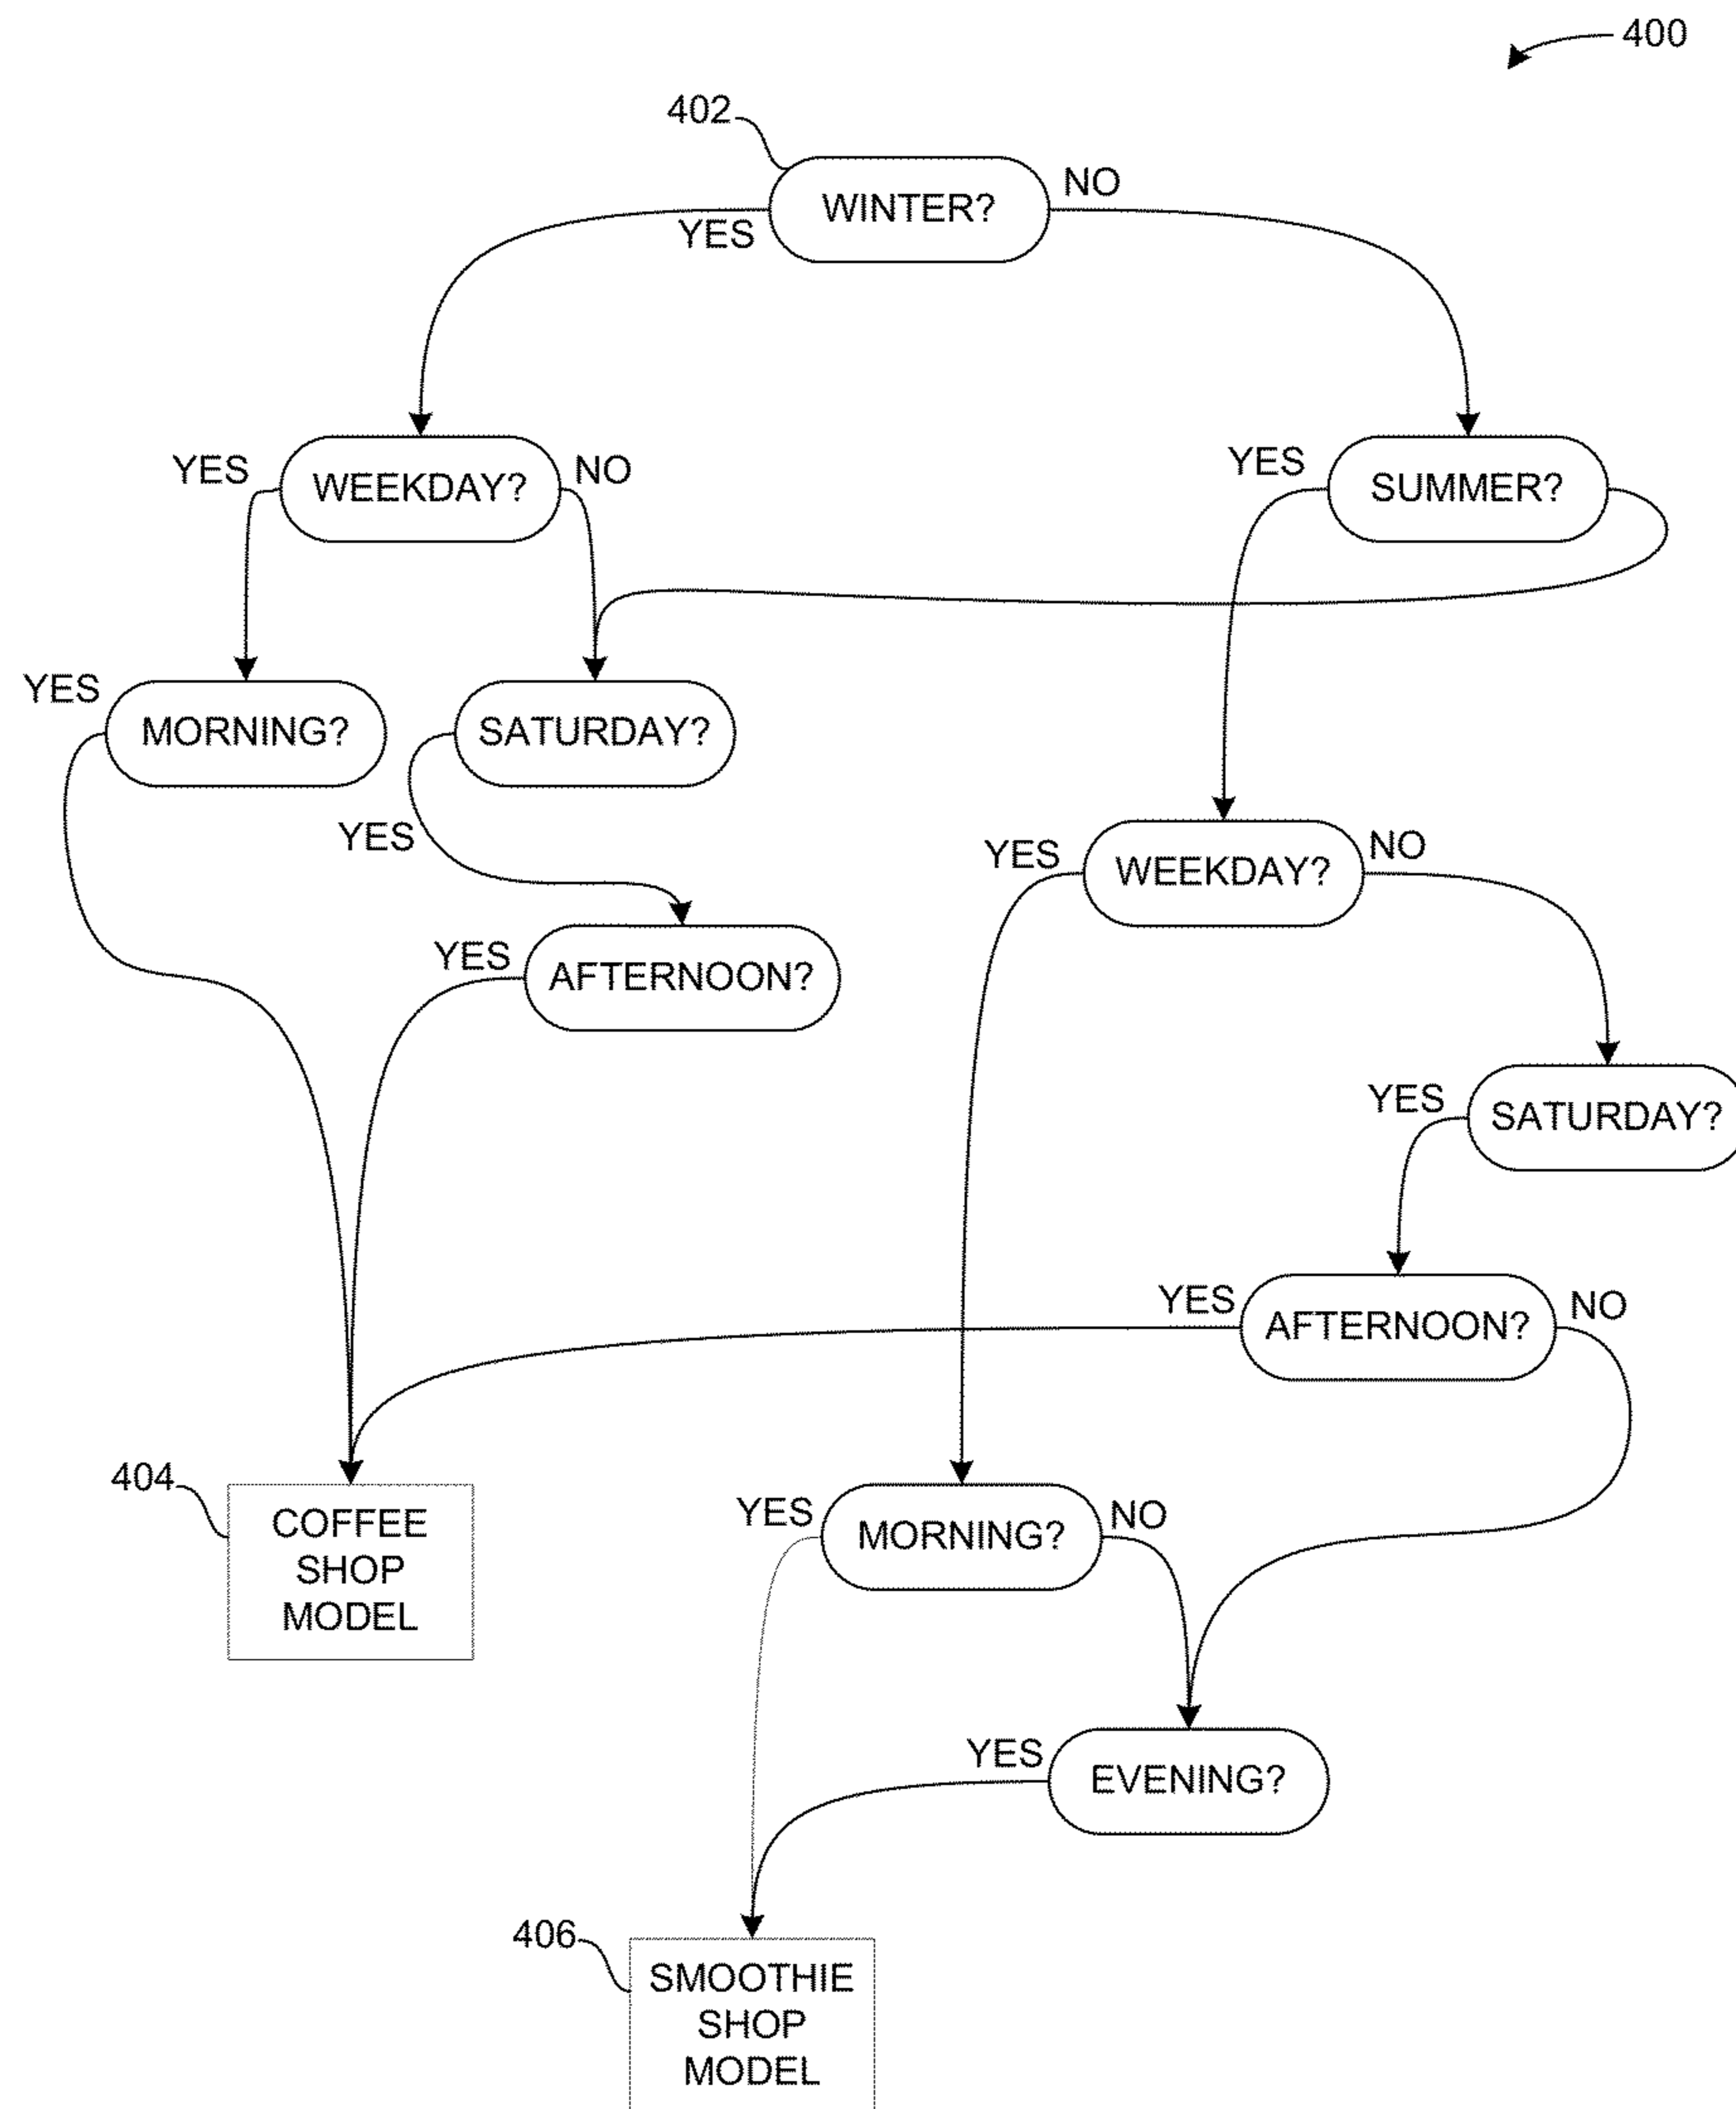 400
402
WINTER?
NO
YES
YES
WEEKDAY?
NO
YES
SUMMER?
YES
MORNING?
SATURDAY?
YES
YES
WEEKDAY?
NO
YES
AFTERNOON?
YES
SATURDAY?
YES
AFTERNOON?
NO
404
COFFEE
SHOP
MODEL
YES
MORNING?
NO
YES
EVENING?
406
SMOOTHIE
SHOP
MODEL